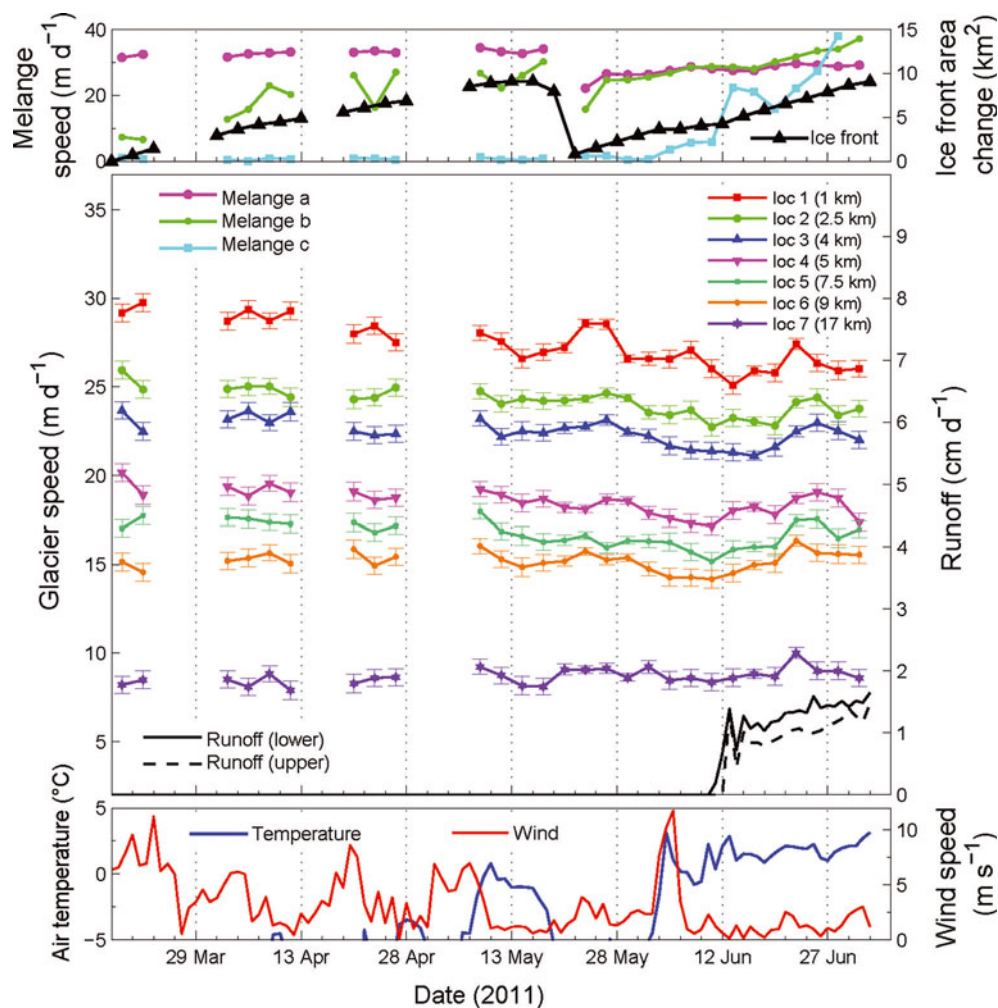 Melange
speed (m d⁻¹)
40
20
0
15
10
5
0
Ice front area
change (km²)
Ice front
Melange a
Melange b
Melange c
loc 1 (1 km)
loc 2 (2.5 km)
loc 3 (4 km)
loc 4 (5 km)
loc 5 (7.5 km)
loc 6 (9 km)
loc 7 (17 km)
Glacier speed (m d⁻¹)
35
30
25
20
15
10
5
9
8
7
6
5
4
3
2
1
0
Runoff (cm d⁻¹)
Runoff (lower)
Runoff (upper)
Air temperature (°C)
5
0
−5
Temperature
Wind
10
5
0
Wind speed
(m s⁻¹)
29 Mar 13 Apr 28 Apr 13 May 28 May 12 Jun 27 Jun
Date (2011)